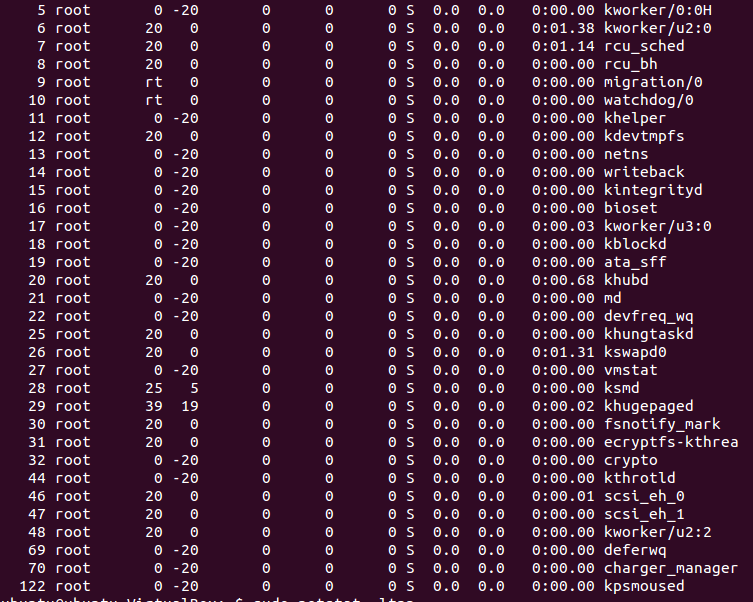 5 root 0 -20 0 0 0 S 0.0 0.0 0:00.00 kworker/0:0H
6 root 20 0 0 0 0 S 0.0 0.0 0:01.38 kworker/u2:0
7 root 20 0 0 0 0 S 0.0 0.0 0:01.14 rcu_sched
8 root 20 0 0 0 0 S 0.0 0.0 0:00.00 rcu_bh
9 root rt 0 0 0 0 S 0.0 0.0 0:00.00 migration/0
10 root rt 0 0 0 0 S 0.0 0.0 0:00.00 watchdog/0
11 root 0 -20 0 0 0 S 0.0 0.0 0:00.00 khelper
12 root 20 0 0 0 0 S 0.0 0.0 0:00.00 kdevtmpfs
13 root 0 -20 0 0 0 S 0.0 0.0 0:00.00 netns
14 root 0 -20 0 0 0 S 0.0 0.0 0:00.00 writeback
15 root 0 -20 0 0 0 S 0.0 0.0 0:00.00 kintegrityd
16 root 0 -20 0 0 0 S 0.0 0.0 0:00.00 bioset
17 root 0 -20 0 0 0 S 0.0 0.0 0:00.03 kworker/u3:0
18 root 0 -20 0 0 0 S 0.0 0.0 0:00.00 kblockd
19 root 0 -20 0 0 0 S 0.0 0.0 0:00.00 ata_sff
20 root 20 0 0 0 0 S 0.0 0.0 0:00.68 khubd
21 root 0 -20 0 0 0 S 0.0 0.0 0:00.00 md
22 root 0 -20 0 0 0 S 0.0 0.0 0:00.00 devfreq_wq
25 root 20 0 0 0 0 S 0.0 0.0 0:00.00 khungtaskd
26 root 20 0 0 0 0 S 0.0 0.0 0:01.31 kswapd0
27 root 0 -20 0 0 0 S 0.0 0.0 0:00.00 vmstat
28 root 25 5 0 0 0 S 0.0 0.0 0:00.00 ksmd
29 root 39 19 0 0 0 S 0.0 0.0 0:00.02 khugepaged
30 root 20 0 0 0 0 S 0.0 0.0 0:00.00 fsnotify_mark
31 root 20 0 0 0 0 S 0.0 0.0 0:00.00 ecryptfs-kthrea
32 root 0 -20 0 0 0 S 0.0 0.0 0:00.00 crypto
44 root 0 -20 0 0 0 S 0.0 0.0 0:00.00 kthrotld
46 root 20 0 0 0 0 S 0.0 0.0 0:00.01 scsi_eh_0
47 root 20 0 0 0 0 S 0.0 0.0 0:00.00 scsi_eh_1
48 root 20 0 0 0 0 S 0.0 0.0 0:00.00 kworker/u2:2
69 root 0 -20 0 0 0 S 0.0 0.0 0:00.00 deferwq
70 root 0 -20 0 0 0 S 0.0 0.0 0:00.00 charger_manager
122 root 0 -20 0 0 0 S 0.0 0.0 0:00.00 kpsmoused